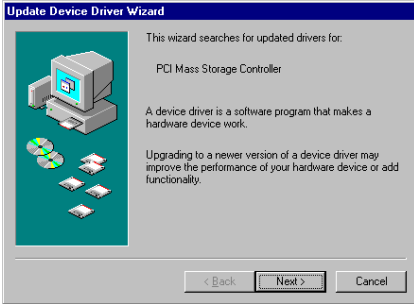 Update Device Driver Wizard
This wizard searches for updated drivers for:
PCI Mass Storage Controller
A device driver is a software program that makes a
hardware device work.
Upgrading to a newer version of a device driver may
improve the performance of your hardware device or add
functionality.
< Back
Next >
Cancel